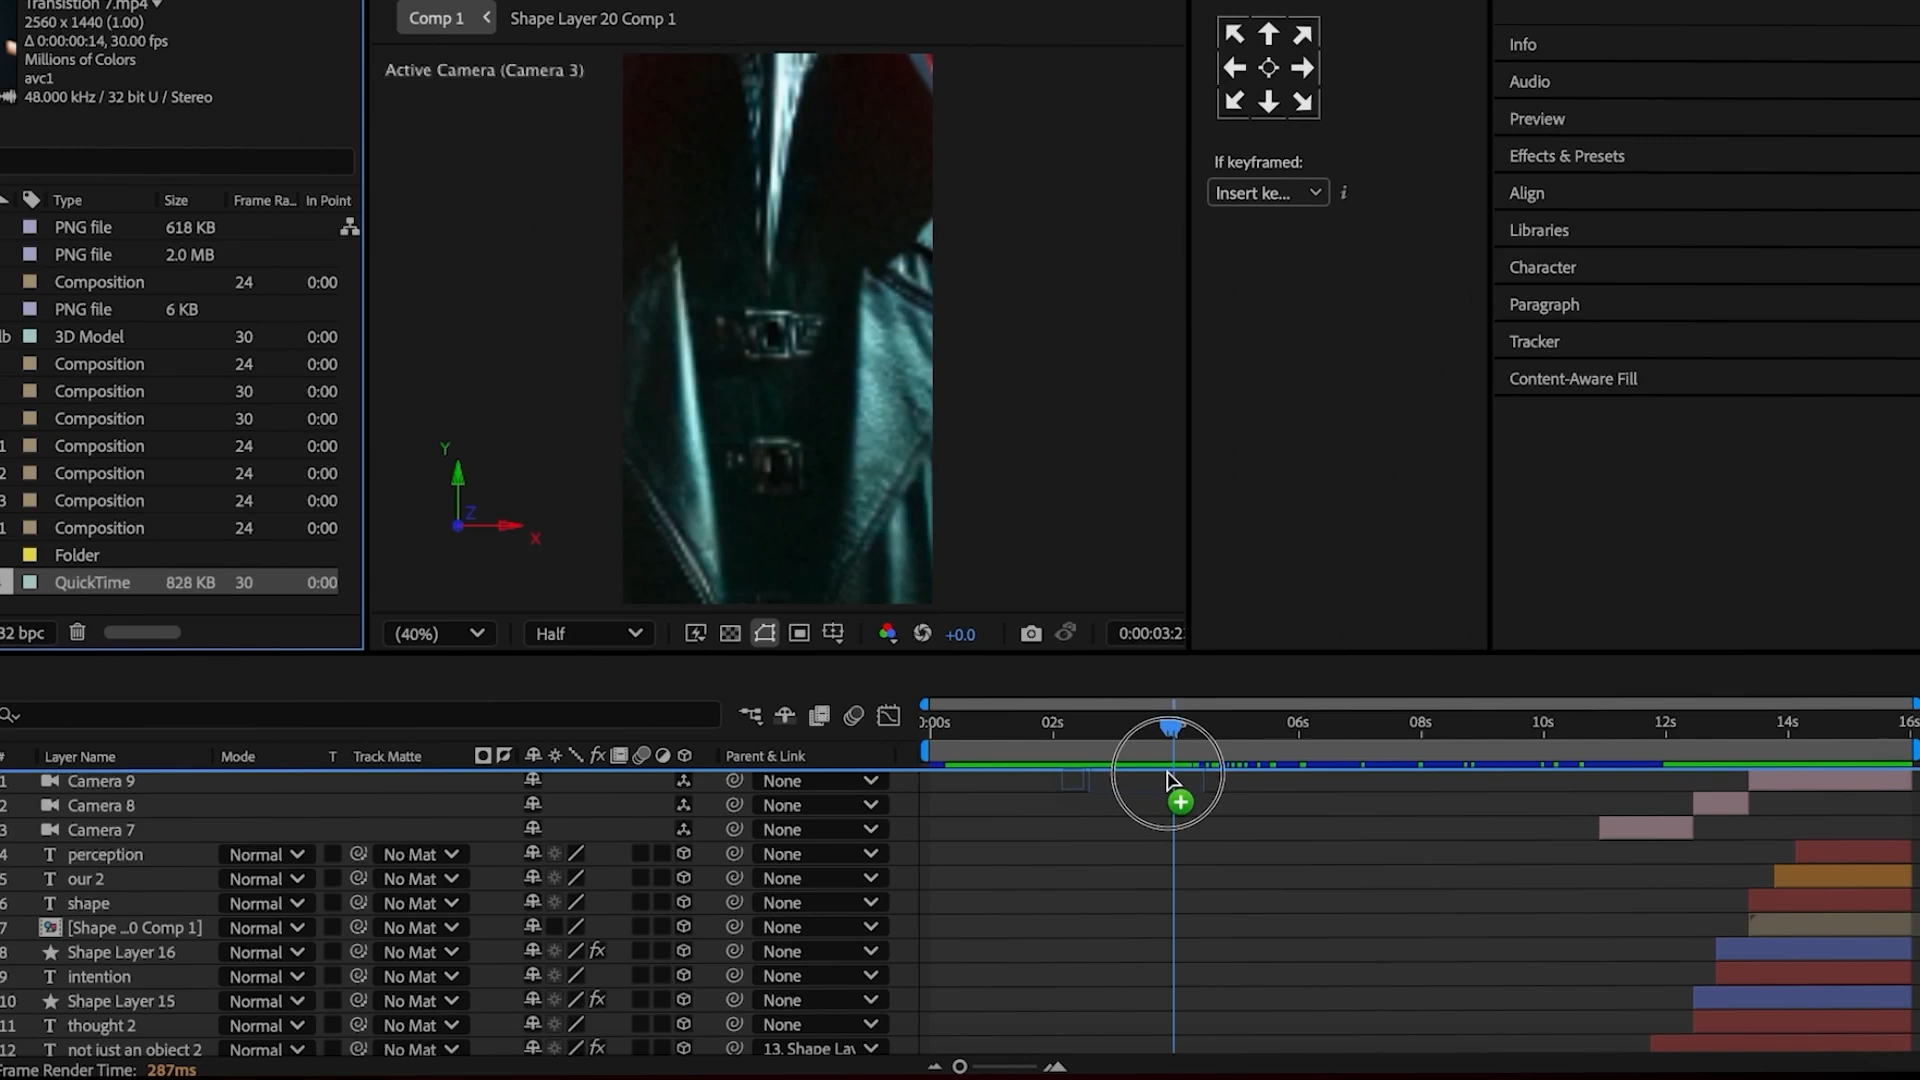 Transistion 7.mp4
2560 x 1440 (1.00)
Δ 0:00:00:14, 30.00 fps
Millions of Colors
avc1
48.000 kHz / 32 bit U / Stereo
Type Size Frame Ra... In Point
PNG file 618 KB
PNG file 2.0 MB
Composition 24 0:00
PNG file 6 KB
lb 3D Model 30 0:00
Composition 24 0:00
Composition 30 0:00
Composition 30 0:00
1 Composition 24 0:00
2 Composition 24 0:00
3 Composition 24 0:00
1 Composition 24 0:00
Folder
QuickTime 828 KB 30 0:00
32 bpc
Comp 1 Shape Layer 20 Comp 1
Active Camera (Camera 3)
Y
Z
X
(40%) Half +0.0 0:00:03:2
If keyframed:
Insert ke... i
Info
Audio
Preview
Effects & Presets
Align
Libraries
Character
Paragraph
Tracker
Content-Aware Fill
0:00s 02s 06s 08s 10s 12s 14s 16s
# Layer Name Mode T Track Matte fx Parent & Link
1 Camera 9 None
2 Camera 8 None
3 Camera 7 None
4 T perception Normal No Mat None
5 T our 2 Normal No Mat None
6 T shape Normal No Mat None
7 [Shape ...0 Comp 1] Normal No Mat None
8 Shape Layer 16 Normal No Mat fx None
9 T intention Normal No Mat None
10 Shape Layer 15 Normal No Mat fx None
11 T thought 2 Normal No Mat None
12 T not just an object 2 Normal No Mat fx 13. Shape Lay
Frame Render Time: 287ms